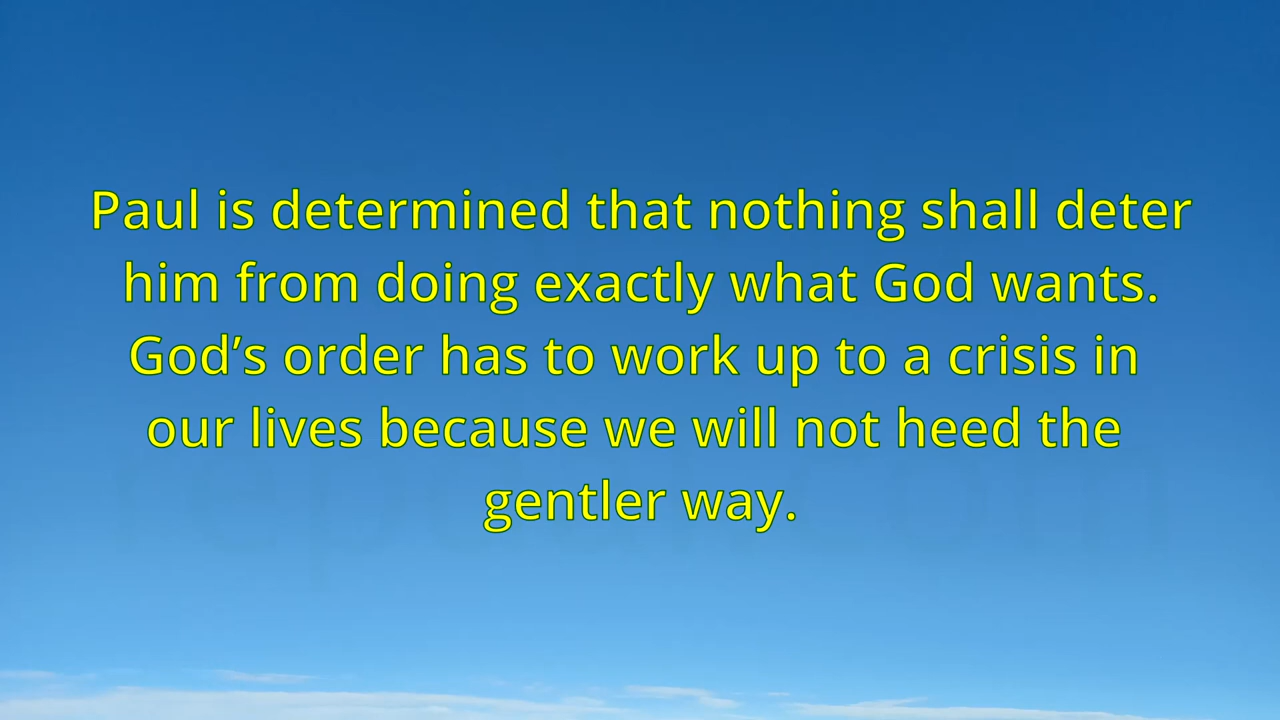 Paul is determined that nothing shall deter
him from doing exactly what God wants.
God’s order has to work up to a crisis in
our lives because we will not heed the
gentler way.